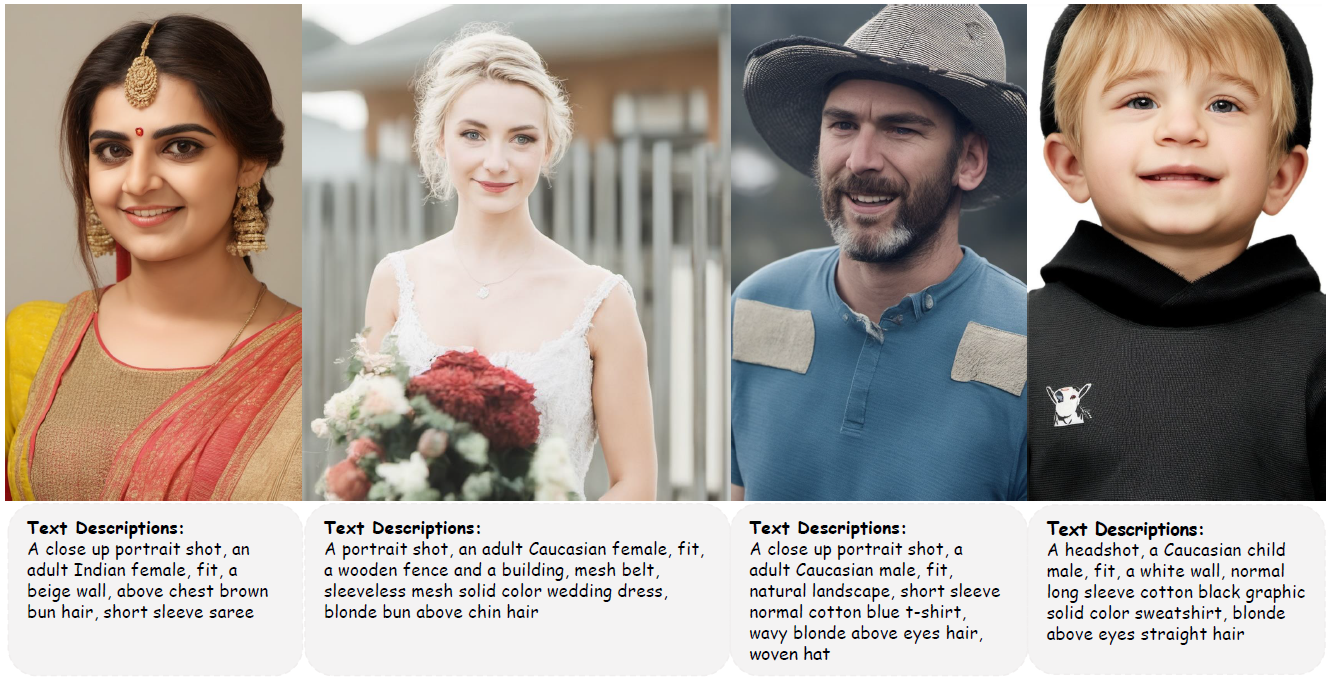 Text Descriptions:
A close up portrait shot, an
adult Indian female, fit, a
beige wall, above chest brown
bun hair, short sleeve saree
Text Descriptions:
A portrait shot, an adult Caucasian female, fit,
a wooden fence and a building, mesh belt,
sleeveless mesh solid color wedding dress,
blonde bun above chin hair
Text Descriptions:
A close up portrait shot, a
adult Caucasian male, fit,
natural landscape, short sleeve
normal cotton blue t-shirt,
wavy blonde above eyes hair,
woven hat
Text Descriptions:
A headshot, a Caucasian child
male, fit, a white wall, normal
long sleeve cotton black graphic
solid color sweatshirt, blonde
above eyes straight hair